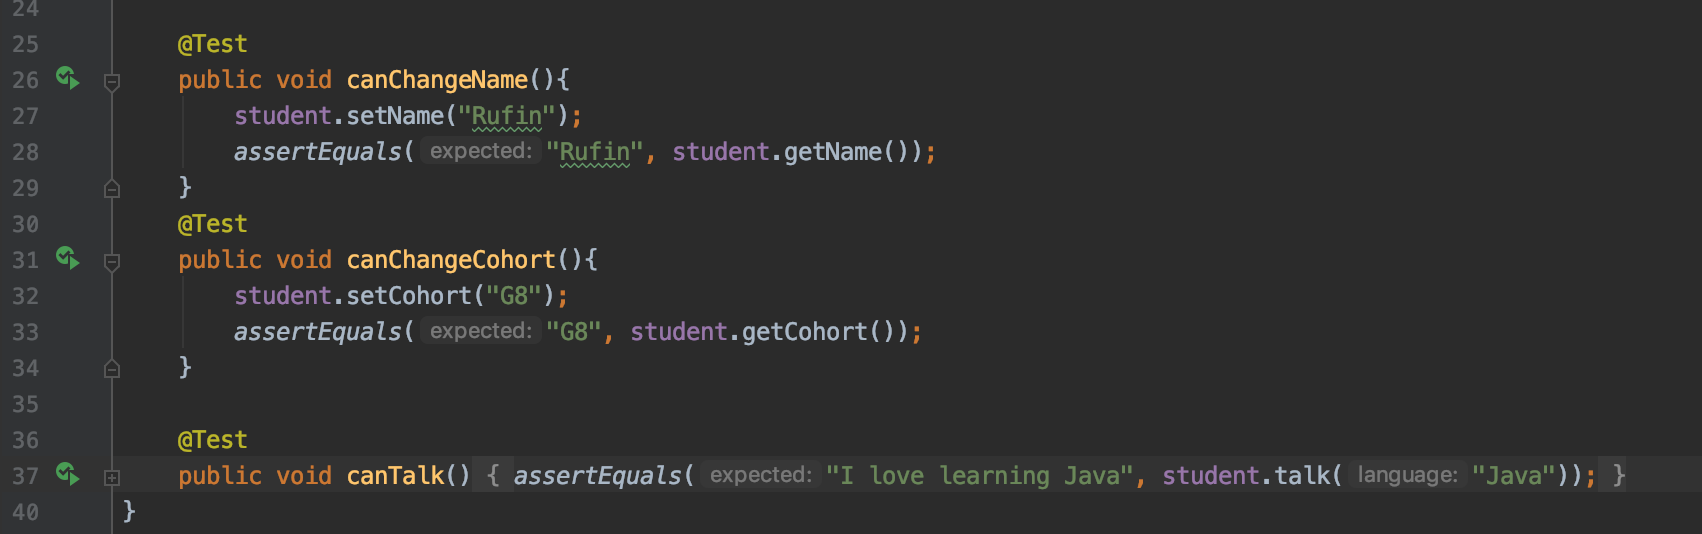 24
25 @Test
26 public void canChangeName(){
27 student.setName("Rufin");
28 assertEquals( expected: "Rufin", student.getName());
29 }
30 @Test
31 public void canChangeCohort(){
32 student.setCohort("G8");
33 assertEquals( expected: "G8", student.getCohort());
34 }
35
36 @Test
37 public void canTalk() { assertEquals( expected: "I love learning Java", student.talk( language: "Java")); }
40 }